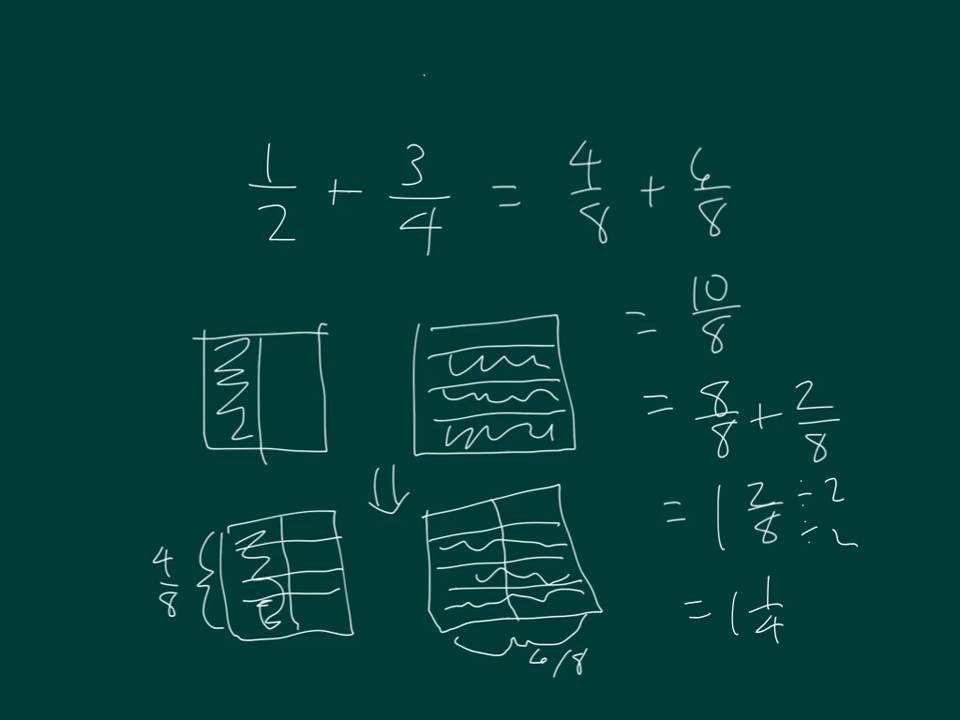 1/2 + 3/4 = 4/8 + 6/8
= 10/8
= 8/8 + 2/8
= 1 2/8 ÷2 ÷2
= 1 1/4
4/8
6/8